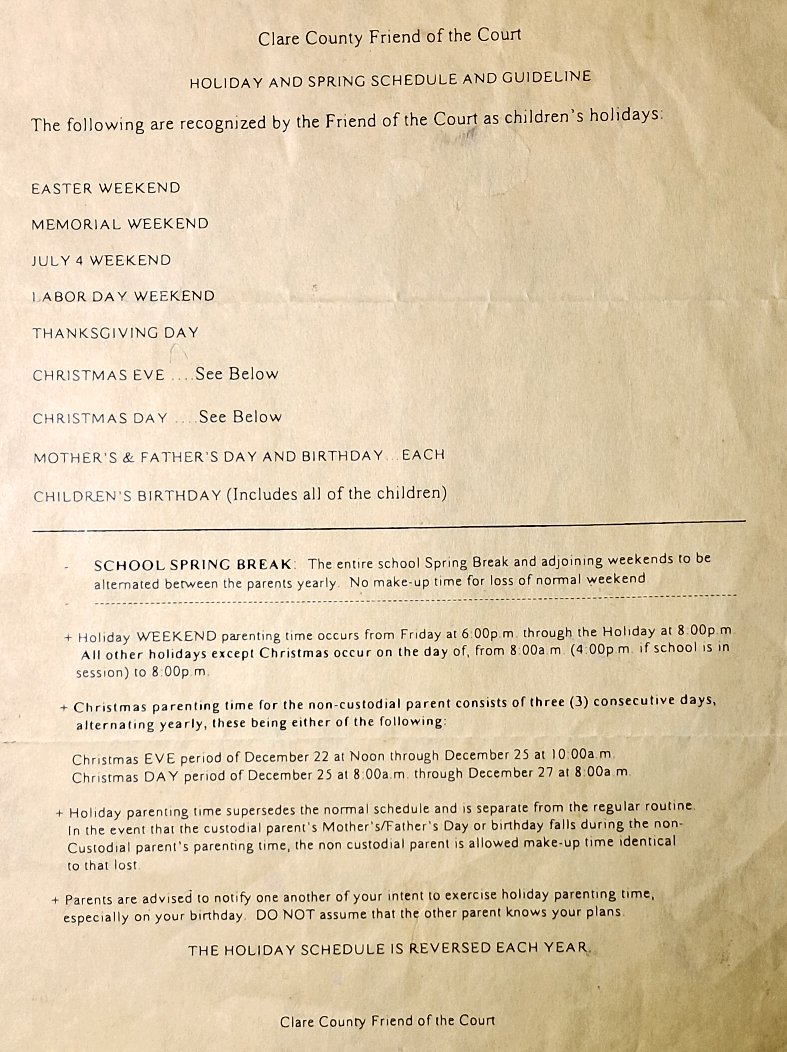 Clare County Friend of the Court
HOLIDAY AND SPRING SCHEDULE AND GUIDELINE
The following are recognized by the Friend of the Court as children's holidays:
EASTER WEEKEND
MEMORIAL WEEKEND
JULY 4 WEEKEND
LABOR DAY WEEKEND
THANKSGIVING DAY
CHRISTMAS EVE ....See Below
CHRISTMAS DAY ....See Below
MOTHER'S & FATHER'S DAY AND BIRTHDAY...EACH
CHILDREN'S BIRTHDAY (Includes all of the children)
- SCHOOL SPRING BREAK: The entire school Spring Break and adjoining weekends to be
alternated between the parents yearly. No make-up time for loss of normal weekend
+ Holiday WEEKEND parenting time occurs from Friday at 6:00p.m. through the Holiday at 8:00p.m.
All other holidays except Christmas occur on the day of, from 8:00a.m. (4:00p.m. if school is in
session) to 8:00p.m.
+ Christmas parenting time for the non-custodial parent consists of three (3) consecutive days,
alternating yearly, these being either of the following:
Christmas EVE period of December 22 at Noon through December 25 at 10:00a.m.
Christmas DAY period of December 25 at 8:00a.m. through December 27 at 8:00a.m.
+ Holiday parenting time supersedes the normal schedule and is separate from the regular routine.
In the event that the custodial parent's Mother's/Father's Day or birthday falls during the non-
Custodial parent's parenting time, the non custodial parent is allowed make-up time identical
to that lost.
+ Parents are advised to notify one another of your intent to exercise holiday parenting time,
especially on your birthday. DO NOT assume that the other parent knows your plans.
THE HOLIDAY SCHEDULE IS REVERSED EACH YEAR.
Clare County Friend of the Court